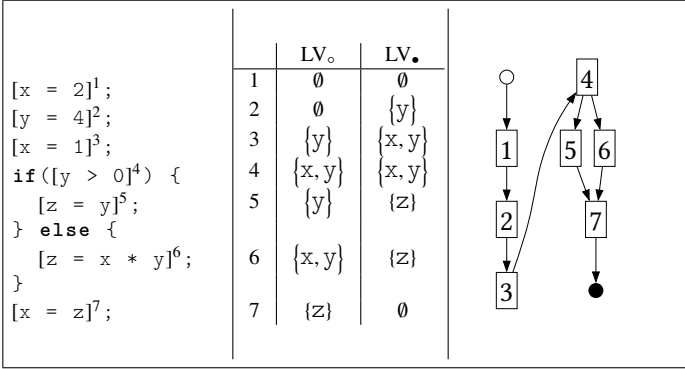 [x = 2]¹;
[y = 4]²;
[x = 1]³;
if([y > 0]⁴) {
[z = y]⁵;
} else {
[z = x * y]⁶;
}
[x = z]⁷;
LV○ LV●
1 ∅ ∅
2 ∅ {y}
3 {y} {x, y}
4 {x, y} {x, y}
5 {y} {z}
6 {x, y} {z}
7 {z} ∅
4
1 5 6
2 7
3